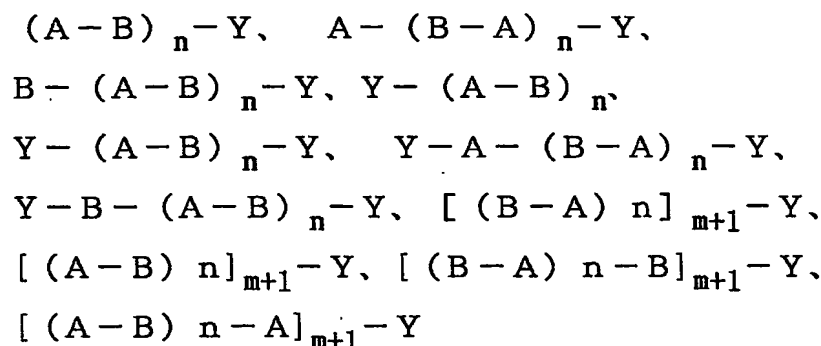 (A-B)n-Y、 A-(B-A)n-Y、
B-(A-B)n-Y、Y-(A-B)n、
Y-(A-B)n-Y、 Y-A-(B-A)n-Y、
Y-B-(A-B)n-Y、[(B-A)n]m+1-Y、
[(A-B)n]m+1-Y、[(B-A)n-B]m+1-Y、
[(A-B)n-A]m+1-Y